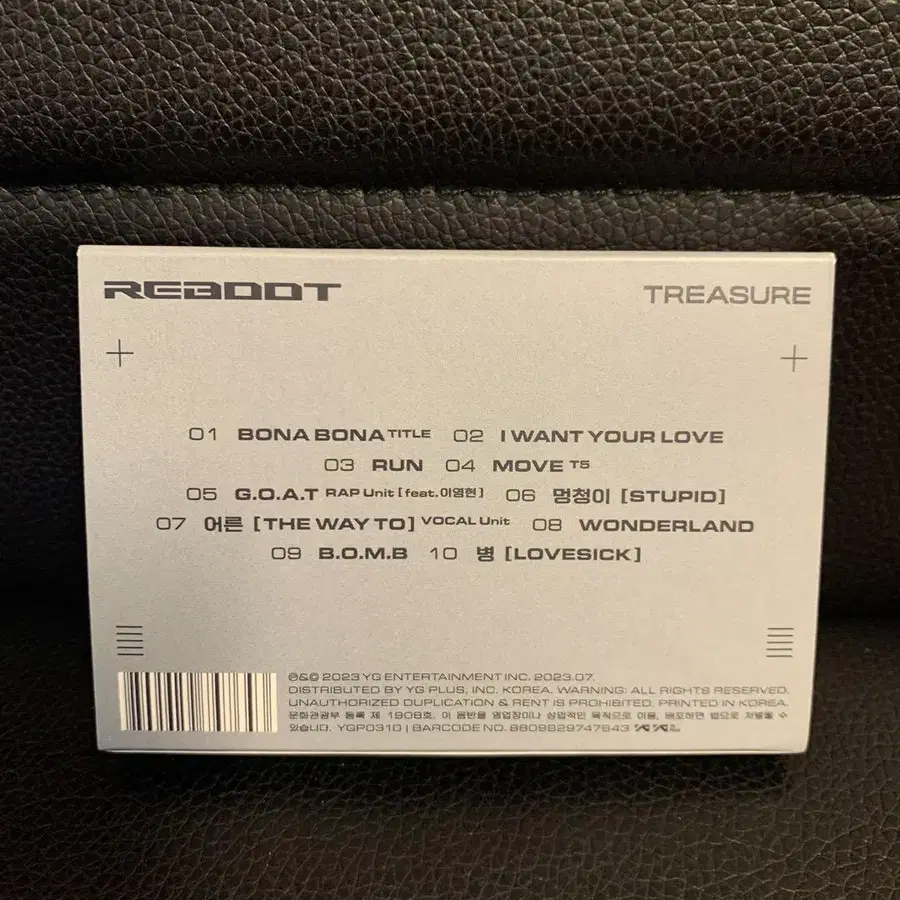 REBOOT
TREASURE
01 BONA BONA TITLE 02 I WANT YOUR LOVE
03 RUN 04 MOVE T5
05 G.O.A.T RAP Unit [feat.이영현] 06 멍청이 [STUPID]
07 어른 [THE WAY TO] VOCAL Unit 08 WONDERLAND
09 B.O.M.B 10 병 [LOVESICK]
℗&© 2023 YG ENTERTAINMENT INC. 2023.07.
DISTRIBUTED BY YG PLUS, INC. KOREA. WARNING: ALL RIGHTS RESERVED.
UNAUTHORIZED DUPLICATION & RENT IS PROHIBITED. PRINTED IN KOREA.
문화관광부 등록 제 1908호. 이 음반을 영업장이나 상업적인 목적으로 이용, 배포하면 법으로 처벌될 수
있습니다. YGP0310 | BARCODE NO. 8809829747643